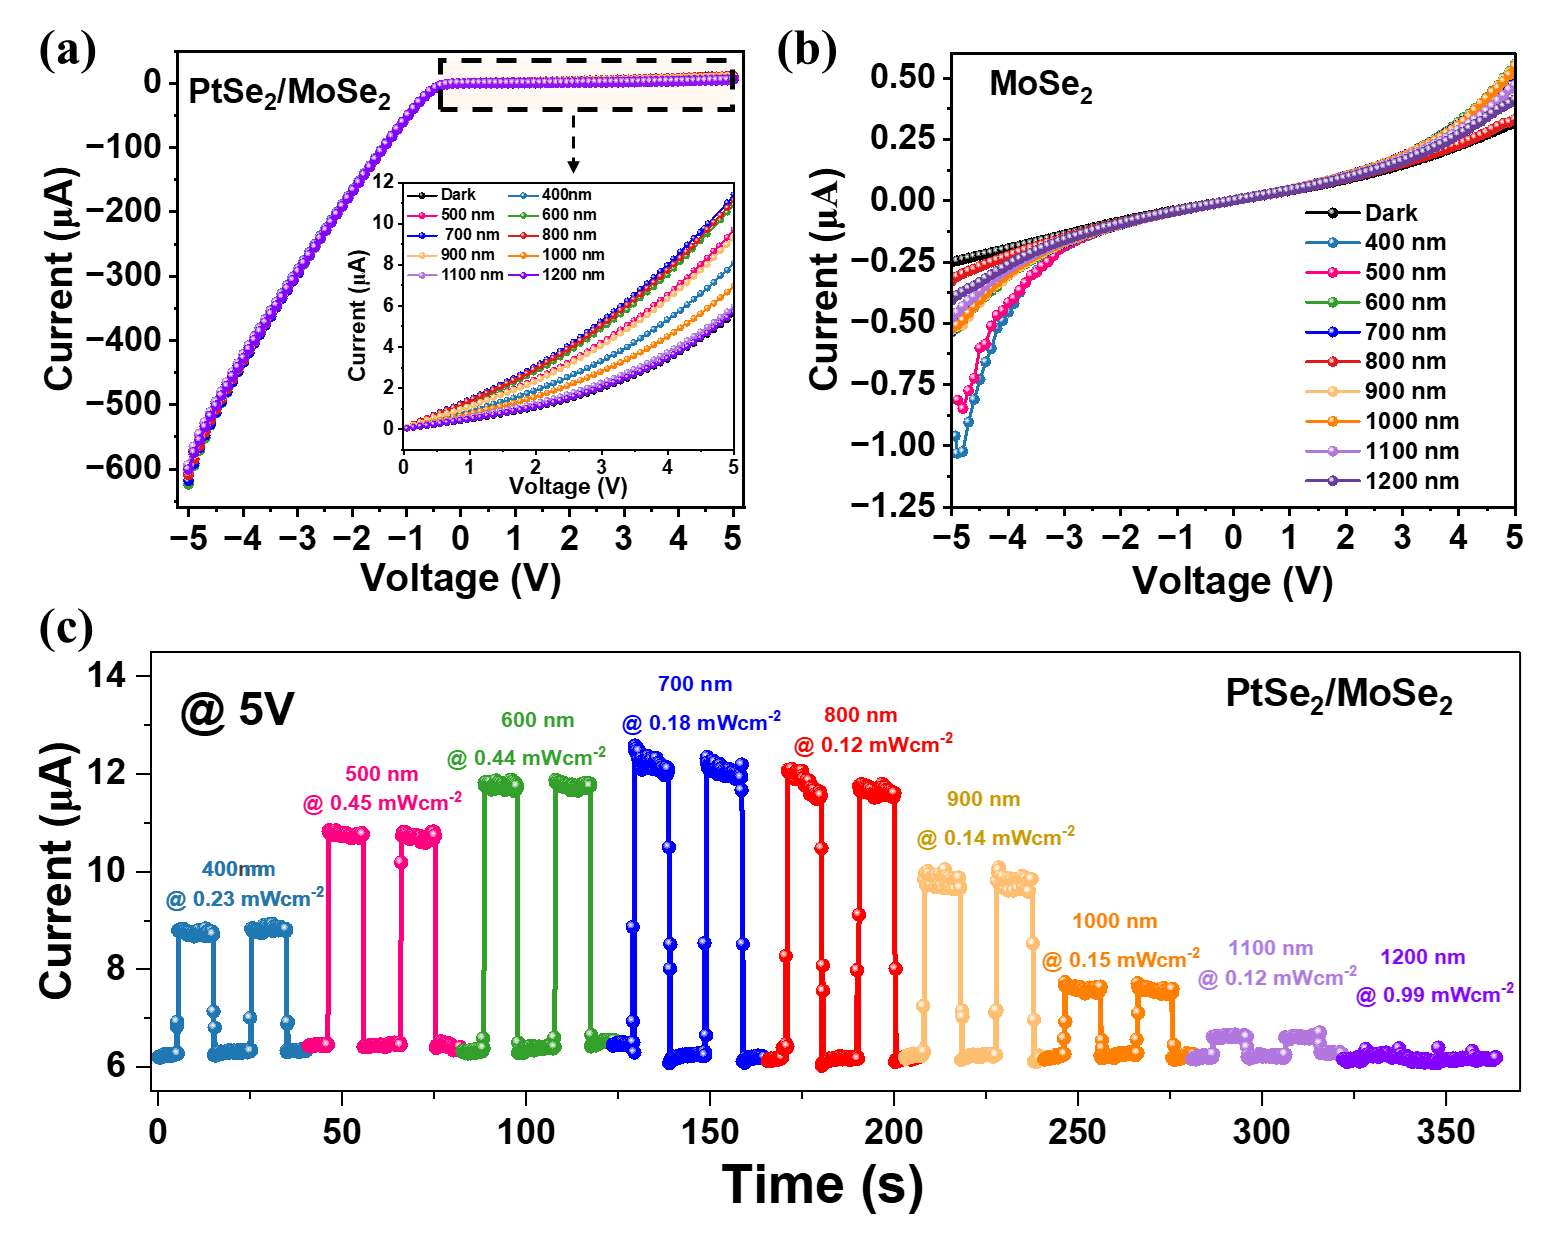 (a)
PtSe2/MoSe2
Current (μA)
0
−100
−200
−300
−400
−500
−600
−5 −4 −3 −2 −1 0 1 2 3 4 5
Voltage (V)
Current (μA)
12
10
8
6
4
2
0
Dark 400nm
500 nm 600 nm
700 nm 800 nm
900 nm 1000 nm
1100 nm 1200 nm
0 1 2 3 4 5
Voltage (V)
(b)
MoSe2
Current (μA)
0.50
0.25
0.00
−0.25
−0.50
−0.75
−1.00
−1.25
Dark
400 nm
500 nm
600 nm
700 nm
800 nm
900 nm
1000 nm
1100 nm
1200 nm
−5 −4 −3 −2 −1 0 1 2 3 4 5
Voltage (V)
(c)
@ 5V
PtSe2/MoSe2
Current (μA)
14
12
10
8
6
400nm
@ 0.23 mWcm-2
500 nm
@ 0.45 mWcm-2
600 nm
@ 0.44 mWcm-2
700 nm
@ 0.18 mWcm-2
800 nm
@ 0.12 mWcm-2
900 nm
@ 0.14 mWcm-2
1000 nm
@ 0.15 mWcm-2
1100 nm
@ 0.12 mWcm-2
1200 nm
@ 0.99 mWcm-2
0 50 100 150 200 250 300 350
Time (s)